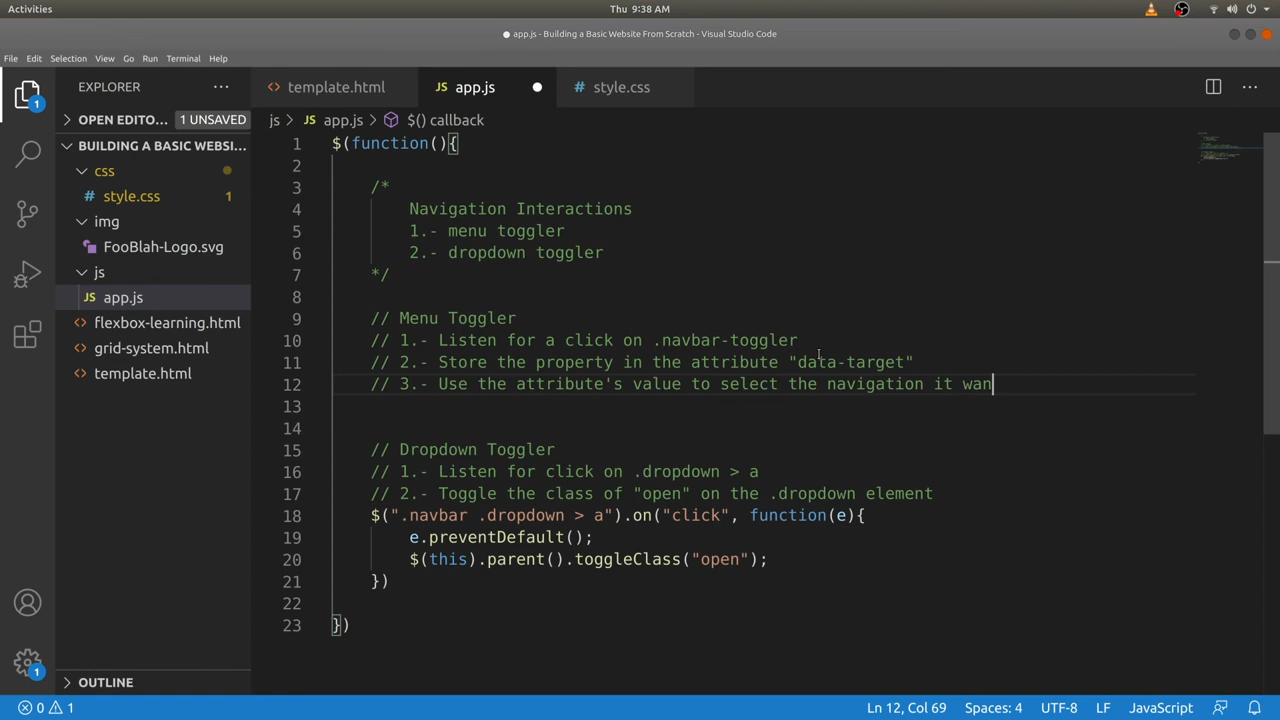 Activities
Thu 9:38 AM
● app.js - Building a Basic Website From Scratch - Visual Studio Code
File Edit Selection View Go Run Terminal Help
EXPLORER ···
template.html
JS app.js ●
# style.css
···
OPEN EDITO... 1 UNSAVED
js > JS app.js > $() callback
BUILDING A BASIC WEBSI...
css
# style.css 1
img
FooBlah-Logo.svg
js
JS app.js
flexbox-learning.html
grid-system.html
template.html
OUTLINE
1
1
1 $(function(){
2
3 /*
4 Navigation Interactions
5 1.- menu toggler
6 2.- dropdown toggler
7 */
8
9 // Menu Toggler
10 // 1.- Listen for a click on .navbar-toggler
11 // 2.- Store the property in the attribute "data-target"
12 // 3.- Use the attribute's value to select the navigation it wan
13
14
15 // Dropdown Toggler
16 // 1.- Listen for click on .dropdown > a
17 // 2.- Toggle the class of "open" on the .dropdown element
18 $(".navbar .dropdown > a").on("click", function(e){
19 e.preventDefault();
20 $(this).parent().toggleClass("open");
21 })
22
23 })
0 1
Ln 12, Col 69 Spaces: 4 UTF-8 LF JavaScript